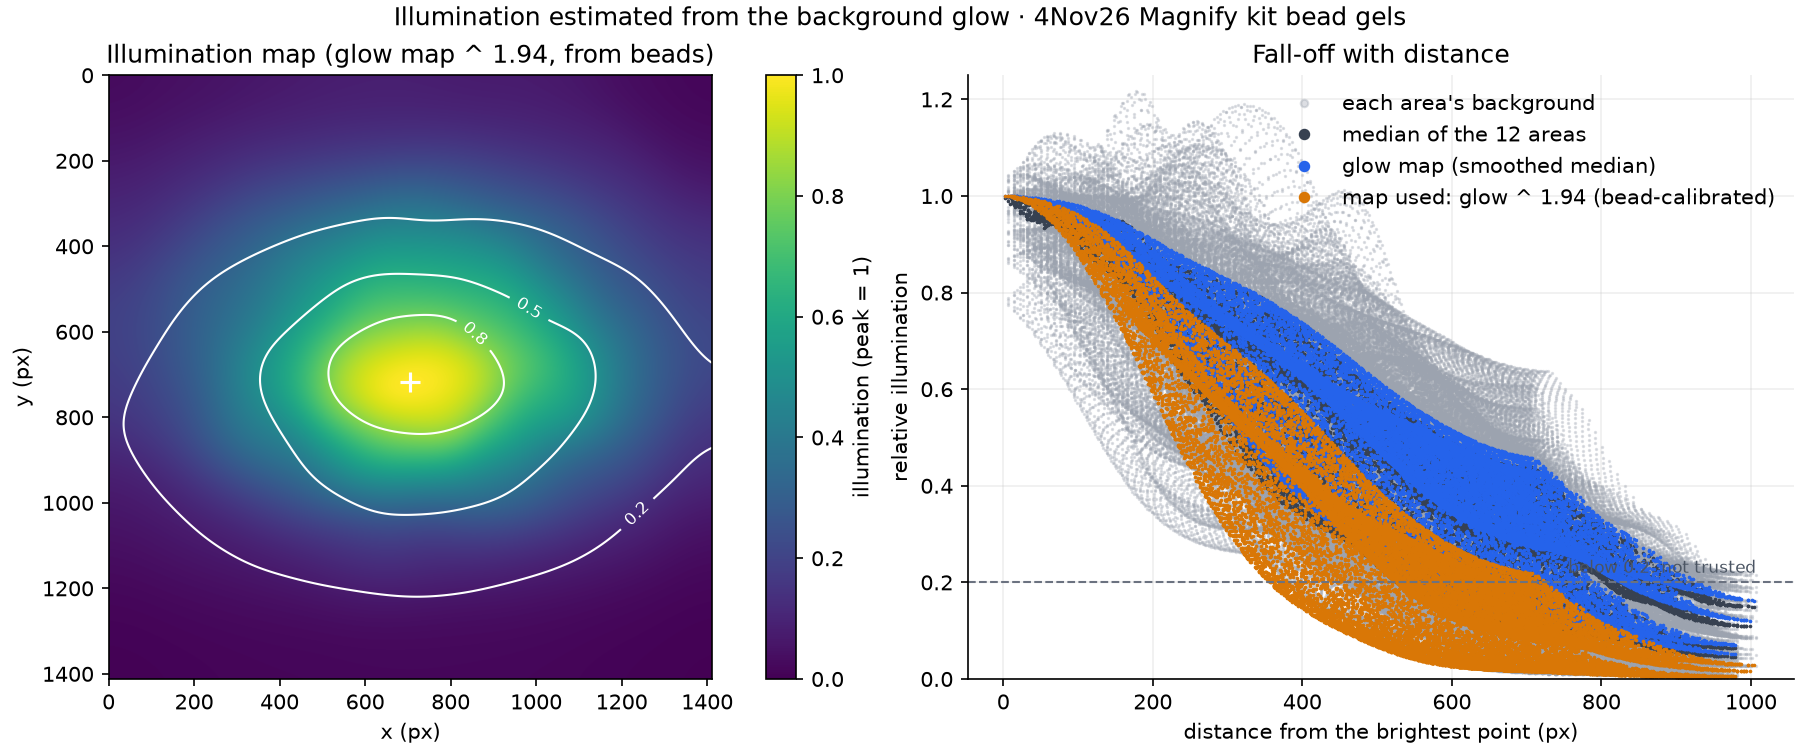 Illumination estimated from the background glow · 4Nov26 Magnify kit bead gels
Illumination map (glow map ^ 1.94, from beads)
0
200
400
600
800
1000
1200
1400
y (px)
0.5
0.8
0.2
0 200 400 600 800 1000 1200 1400
x (px)
1.0
0.8
0.6
0.4
0.2
0.0
illumination (peak = 1)
Fall-off with distance
1.2
1.0
0.8
0.6
0.4
0.2
0.0
relative illumination
each area's background
median of the 12 areas
glow map (smoothed median)
map used: glow ^ 1.94 (bead-calibrated)
not trusted
0 200 400 600 800 1000
distance from the brightest point (px)